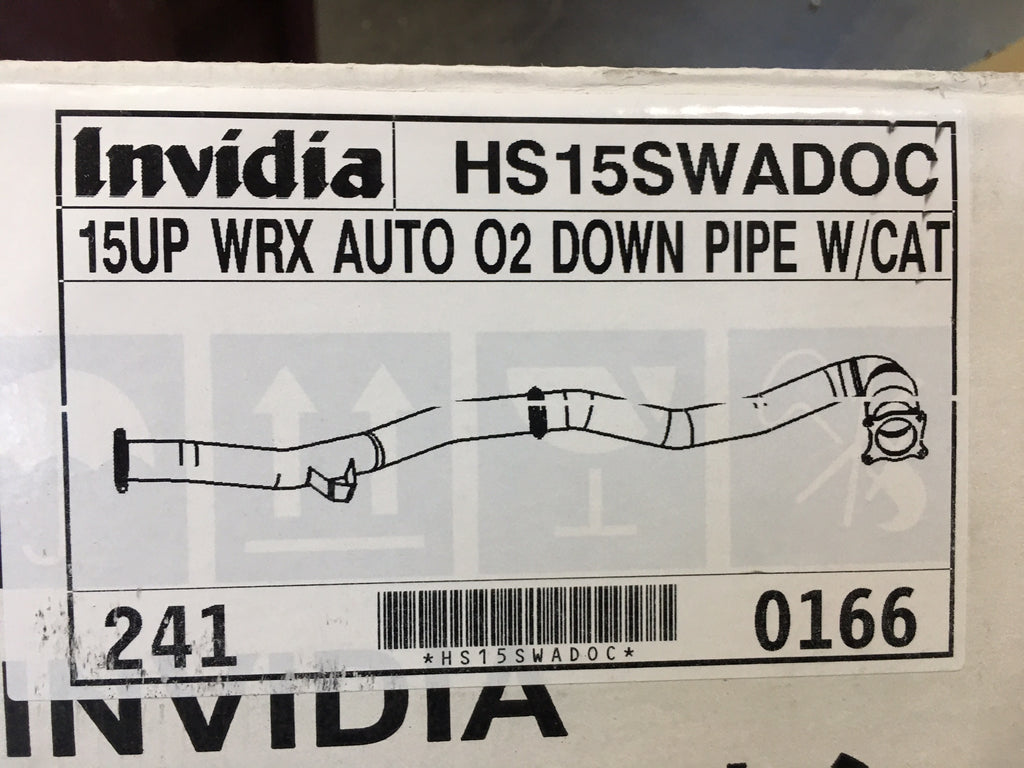 Invidia HS15SWADOC
15UP WRX AUTO O2 DOWN PIPE W/CAT
241 0166
*HS15SWADOC*
INVIDIA